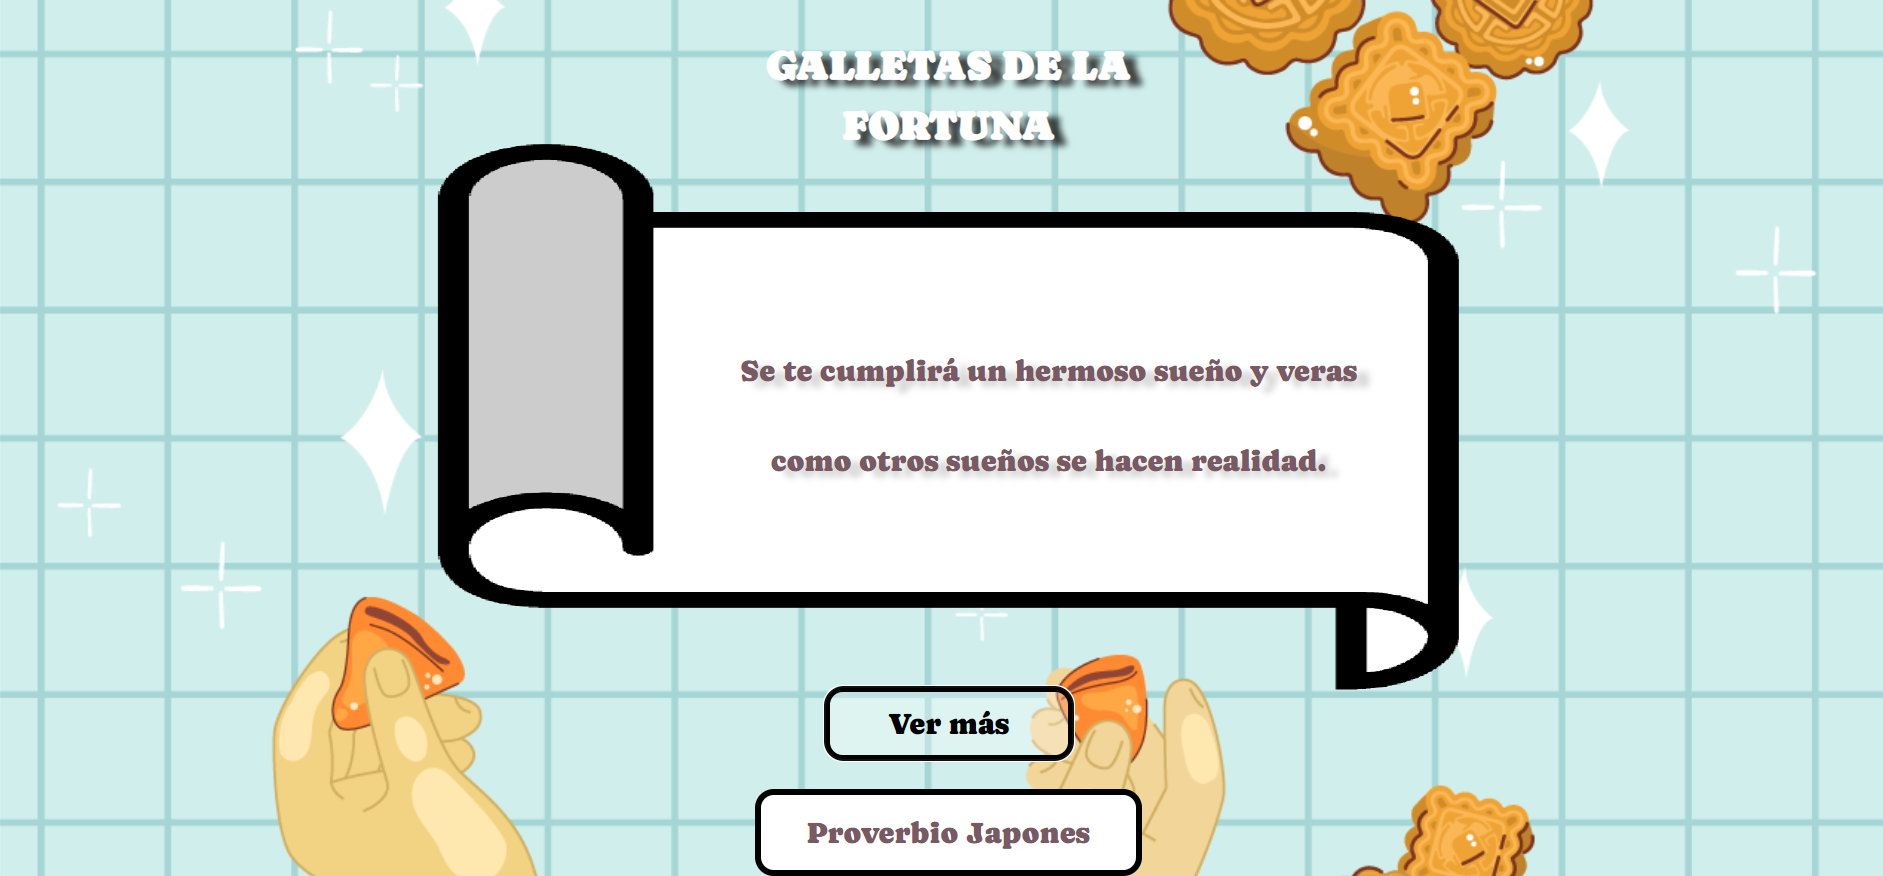 GALLETAS DE LA
FORTUNA
Se te cumplirá un hermoso sueño y veras
como otros sueños se hacen realidad.
Ver más
Proverbio Japones